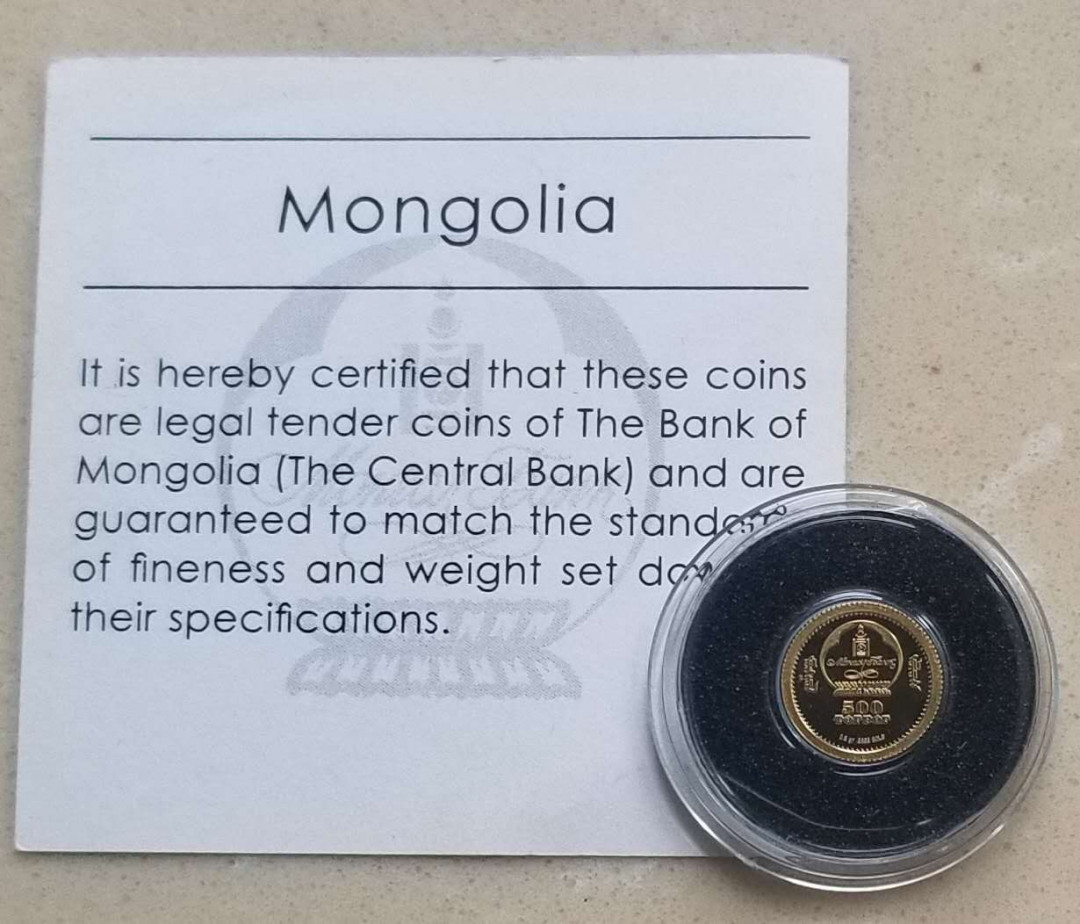 Mongolia
It is hereby certified that these coins
are legal tender coins of The Bank of
Mongolia (The Central Bank) and are
guaranteed to match the
of fineness and weight set
their specifications.
500